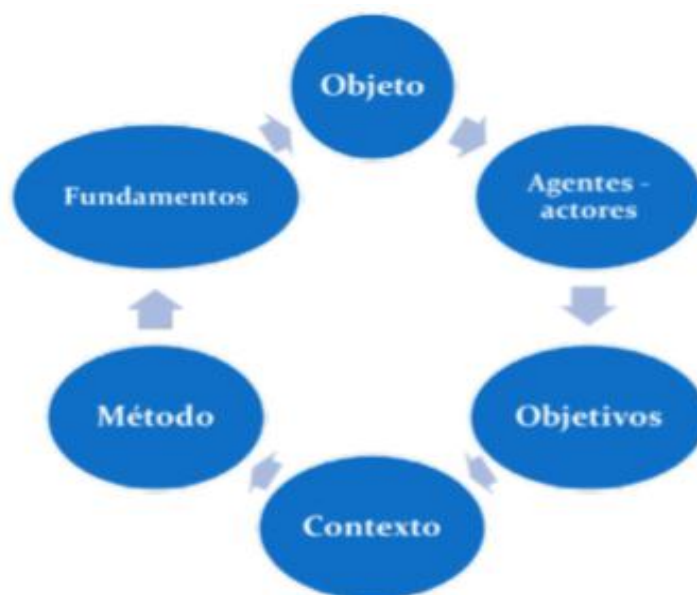 Objeto
Agentes -
actores
Objetivos
Contexto
Método
Fundamentos